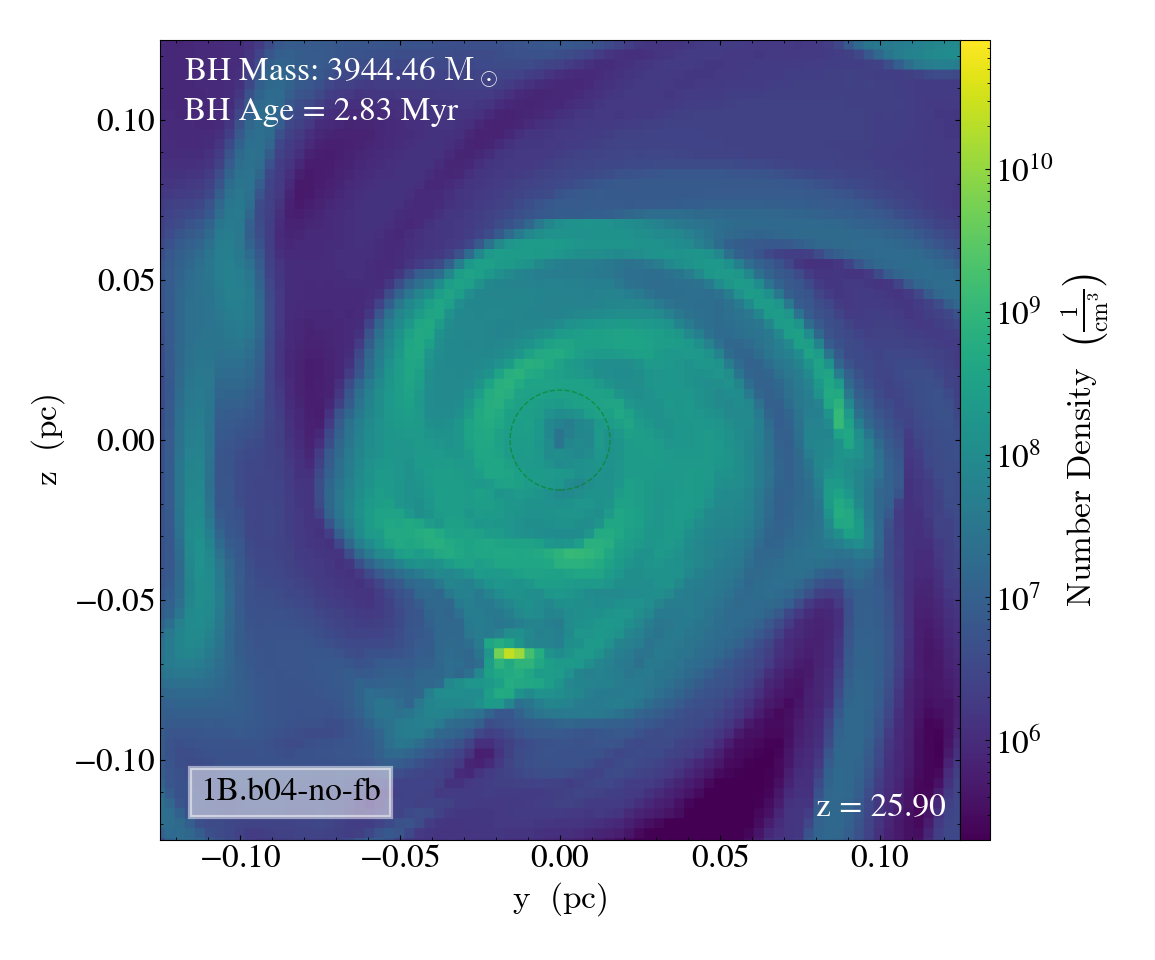 BH Mass: 3944.46 M⊙
BH Age = 2.83 Myr
0.10
0.05
0.00
−0.05
−0.10
z (pc)
1B.b04-no-fb
z = 25.90
−0.10 −0.05 0.00 0.05 0.10
y (pc)
10¹⁰
10⁹
10⁸
10⁷
10⁶
Number Density (1/cm³)